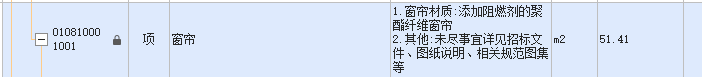 01081000
1001
项
窗帘
1.窗帘材质:添加阻燃剂的聚
酯纤维窗帘
2.其他:未尽事宜详见招标文
件、图纸说明、相关规范图集
等
m2
51.41